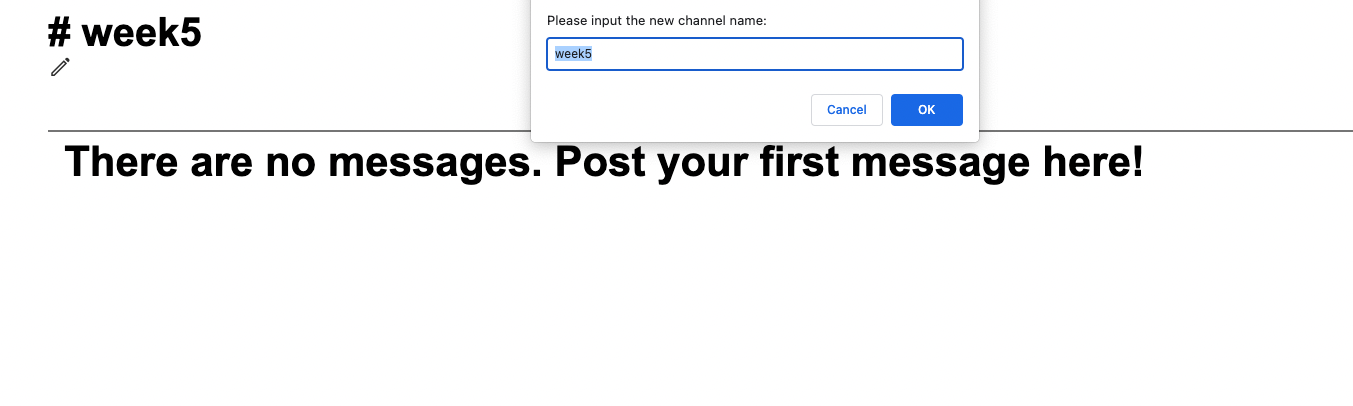 # week5
Please input the new channel name:
week5
Cancel
OK
There are no messages. Post your first message here!